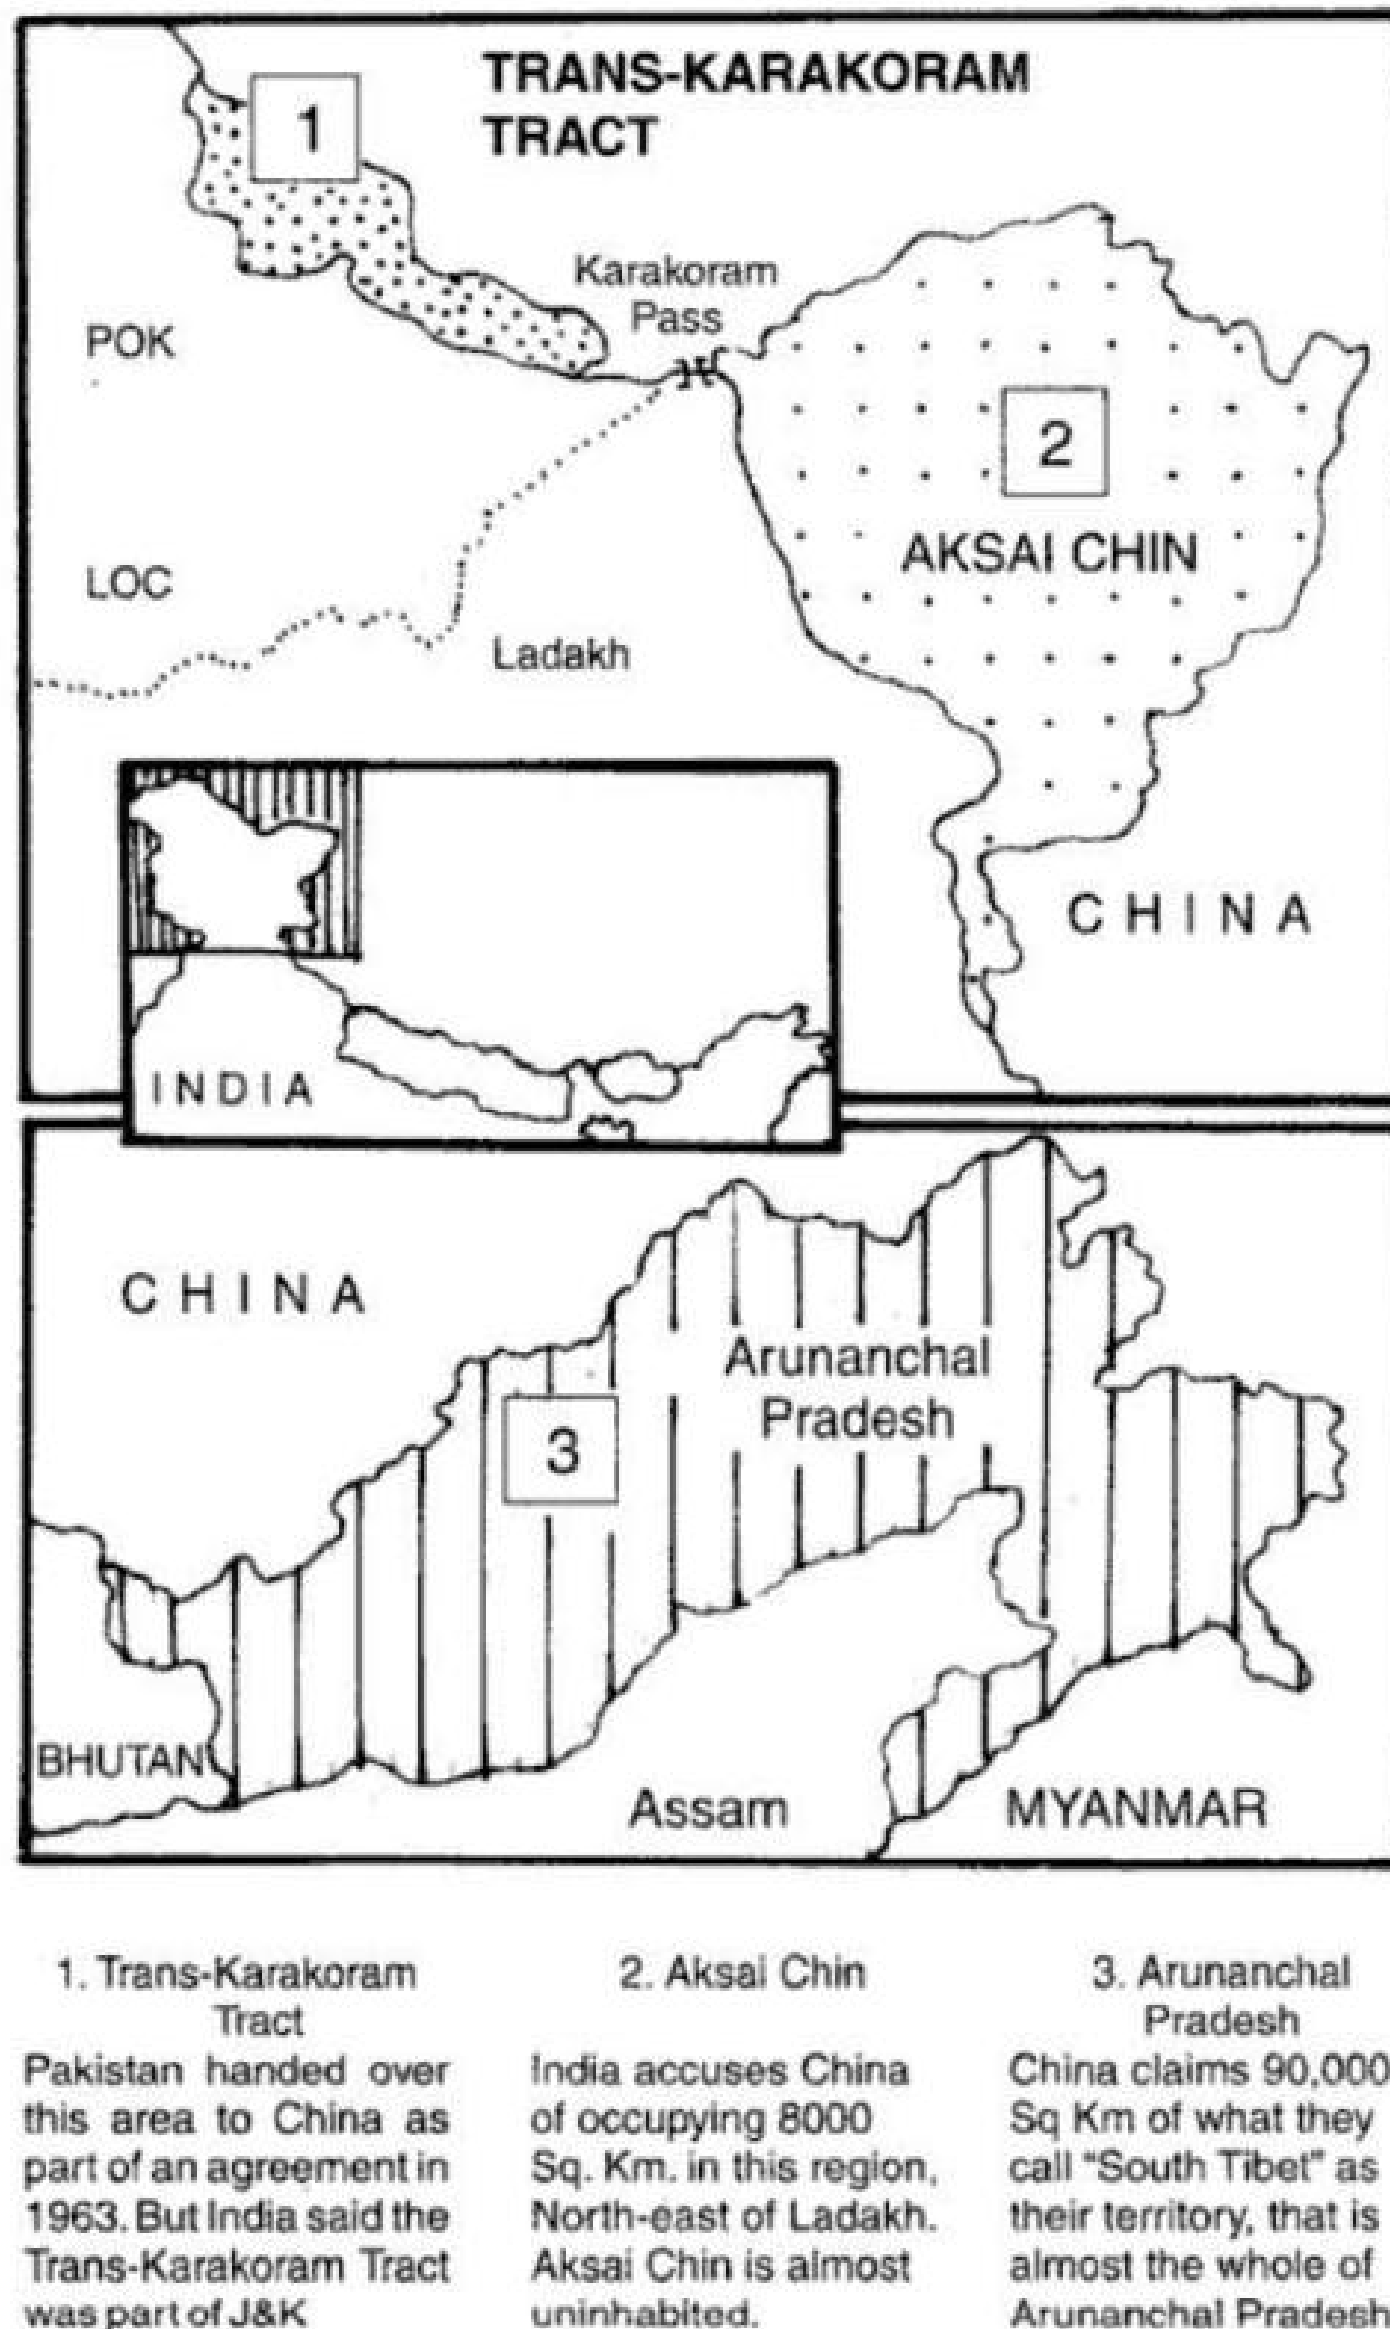 TRANS-KARAKORAM
TRACT
1
Karakoram
Pass
POK
2
AKSAI CHIN
LOC
Ladakh
CHINA
INDIA
CHINA
Arunanchal
Pradesh
3
BHUTAN
Assam
MYANMAR
1. Trans-Karakoram
Tract
Pakistan handed over
this area to China as
part of an agreement in
1963. But India said the
Trans-Karakoram Tract
was part of J&K
2. Aksai Chin
India accuses China
of occupying 8000
Sq. Km. in this region,
North-east of Ladakh.
Aksai Chin is almost
uninhabited.
3. Arunanchal
Pradesh
China claims 90,000
Sq Km of what they
call "South Tibet" as
their territory, that is
almost the whole of
Arunanchal Pradesh